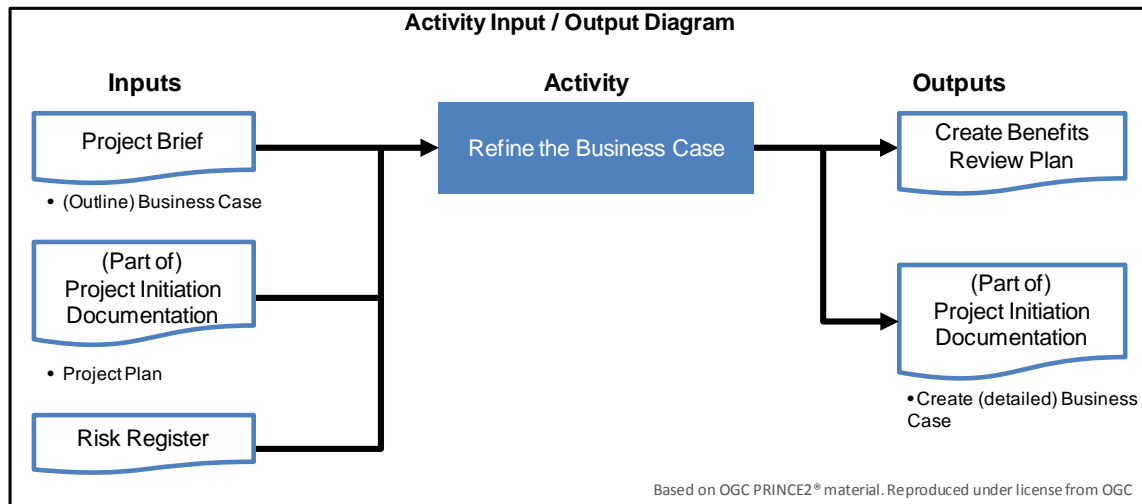 Activity Input / Output Diagram
Inputs
Activity
Outputs
Project Brief
• (Outline) Business Case
(Part of)
Project Initiation
Documentation
• Project Plan
Risk Register
Refine the Business Case
Create Benefits
Review Plan
(Part of)
Project Initiation
Documentation
• Create (detailed) Business
Case
Based on OGC PRINCE2® material. Reproduced under license from OGC